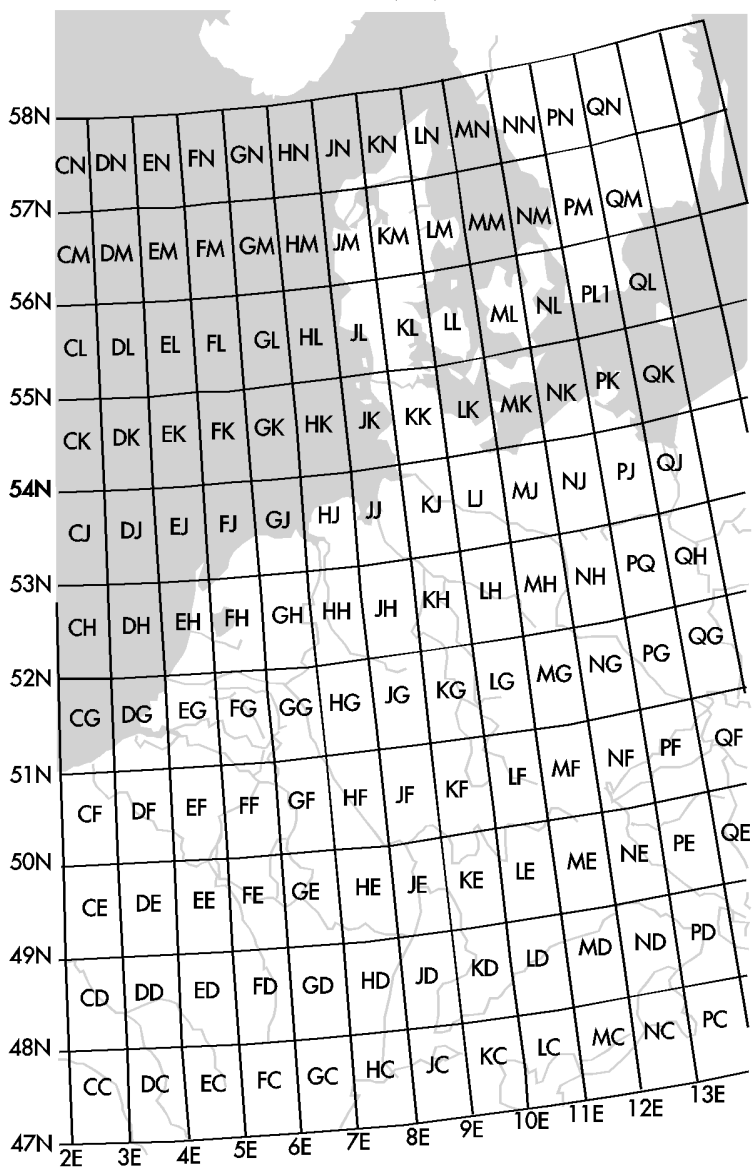 58N
CN DN EN FN GN HN JN KN LN MN NN PN QN
57N
CM DM EM FM GM HM JM KM LM MM NM PM QM
56N
CL DL EL FL GL HL JL KL LL ML NL PL1 QL
55N
CK DK EK FK GK HK JK KK LK MK NK PK QK
54N
CJ DJ EJ FJ GJ HJ JJ KJ LJ MJ NJ PJ QJ
53N
CH DH EH FH GH HH JH KH LH MH NH PQ QH
52N
CG DG EG FG GG HG JG KG LG MG NG PG QG
51N
CF DF EF FF GF HF JF KF LF MF NF PF QF
50N
CE DE EE FE GE HE JE KE LE ME NE PE QE
49N
CD DD ED FD GD HD JD KD LD MD ND PD
48N
CC DC EC FC GC HC JC KC LC MC NC PC
47N
2E 3E 4E 5E 6E 7E 8E 9E 10E 11E 12E 13E